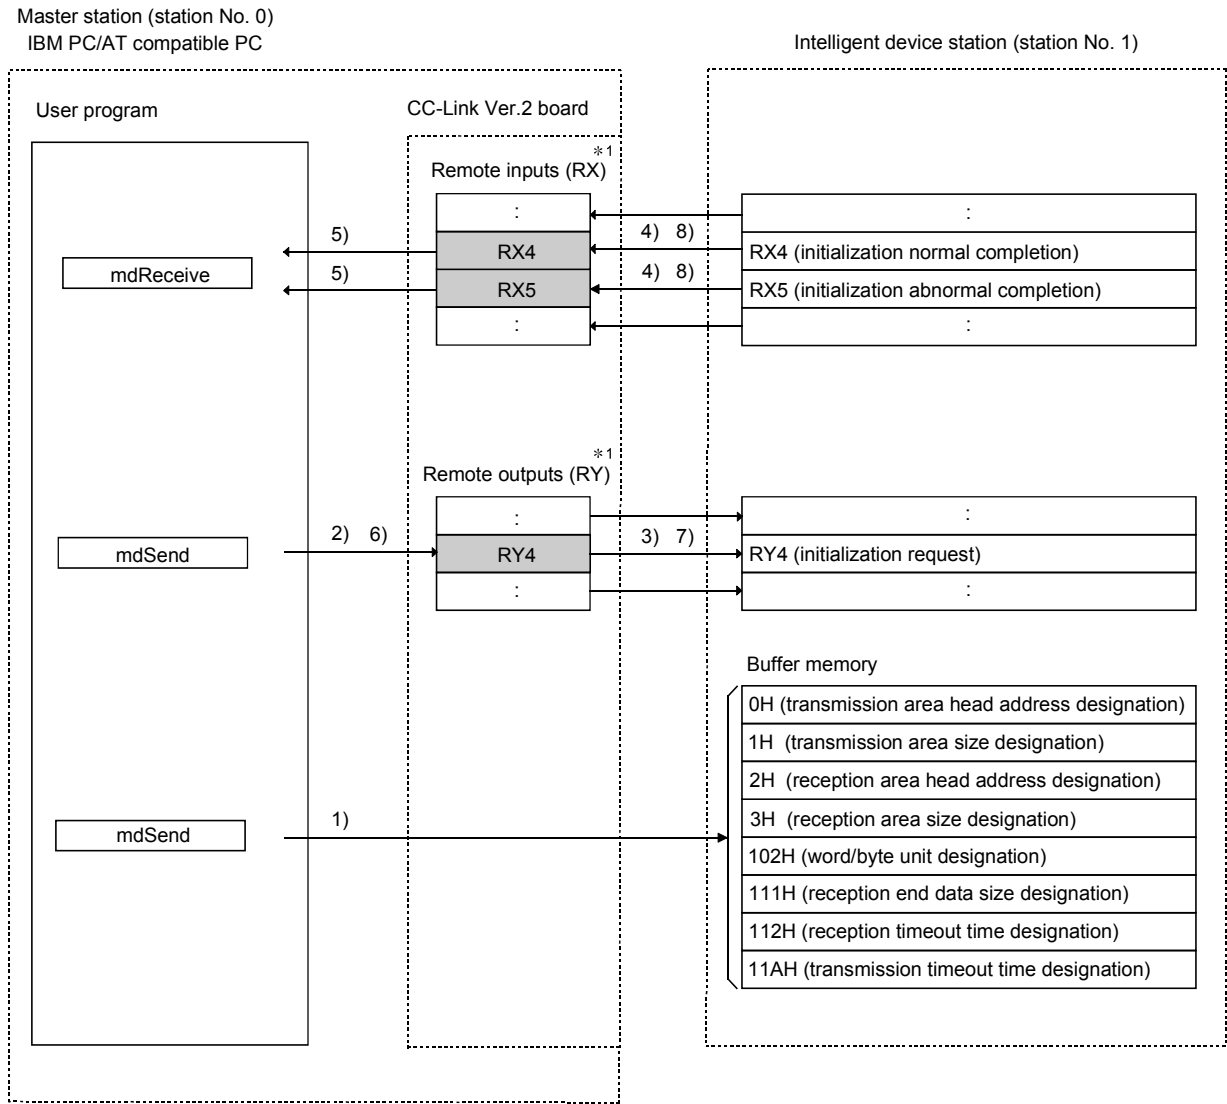 Master station (station No. 0)
IBM PC/AT compatible PC
Intelligent device station (station No. 1)
User program
CC-Link Ver.2 board
*1
Remote inputs (RX)
:
:
5)
4) 8)
RX4
RX4 (initialization normal completion)
mdReceive
5)
4) 8)
RX5
RX5 (initialization abnormal completion)
:
:
*1
Remote outputs (RY)
:
:
2) 6)
3) 7)
mdSend
RY4
RY4 (initialization request)
:
:
Buffer memory
0H (transmission area head address designation)
1H (transmission area size designation)
2H (reception area head address designation)
3H (reception area size designation)
1)
mdSend
102H (word/byte unit designation)
111H (reception end data size designation)
112H (reception timeout time designation)
11AH (transmission timeout time designation)